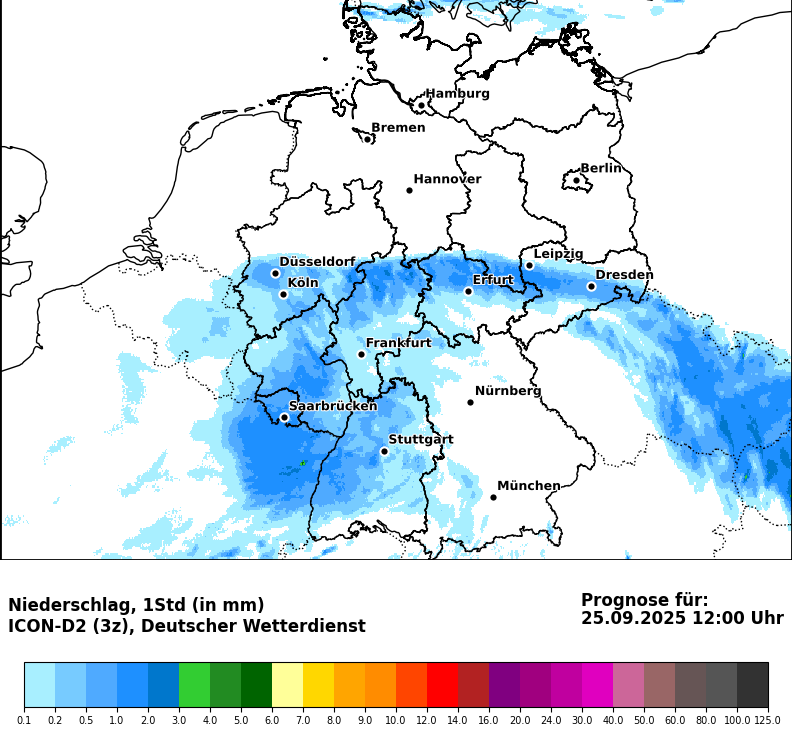 Hamburg
Bremen
Berlin
Hannover
Leipzig
Düsseldorf
Dresden
Köln
Erfurt
Frankfurt
Nürnberg
Saarbrücken
Stuttgart
München
Niederschlag, 1Std (in mm)
ICON-D2 (3z), Deutscher Wetterdienst
Prognose für:
25.09.2025 12:00 Uhr
0.1 0.2 0.5 1.0 2.0 3.0 4.0 5.0 6.0 7.0 8.0 9.0 10.0 12.0 14.0 16.0 20.0 24.0 30.0 40.0 50.0 60.0 80.0 100.0 125.0